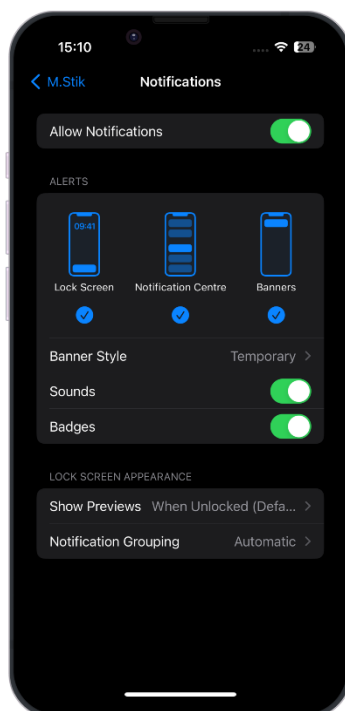 15:10
24
M.Stik
Notifications
Allow Notifications
ALERTS
09:41
Lock Screen Notification Centre Banners
Banner Style Temporary
Sounds
Badges
LOCK SCREEN APPEARANCE
Show Previews When Unlocked (Defa...
Notification Grouping Automatic